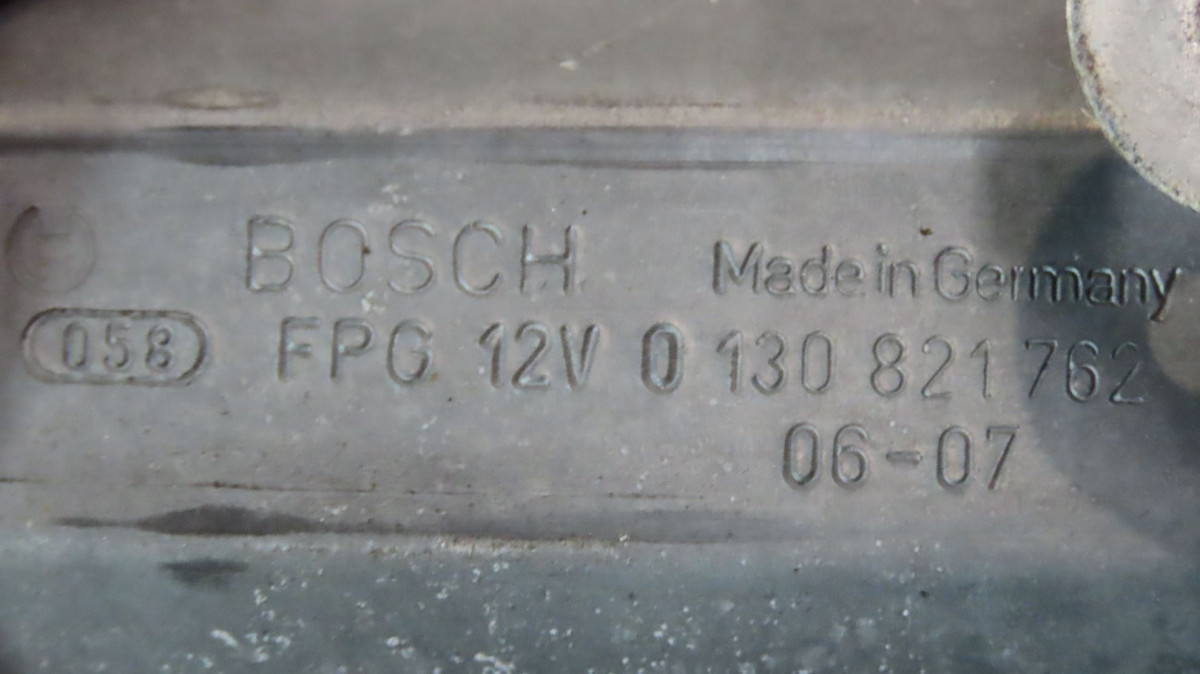 BOSCH Made in Germany
058 FPG 12V 0 130 821 762
06-07